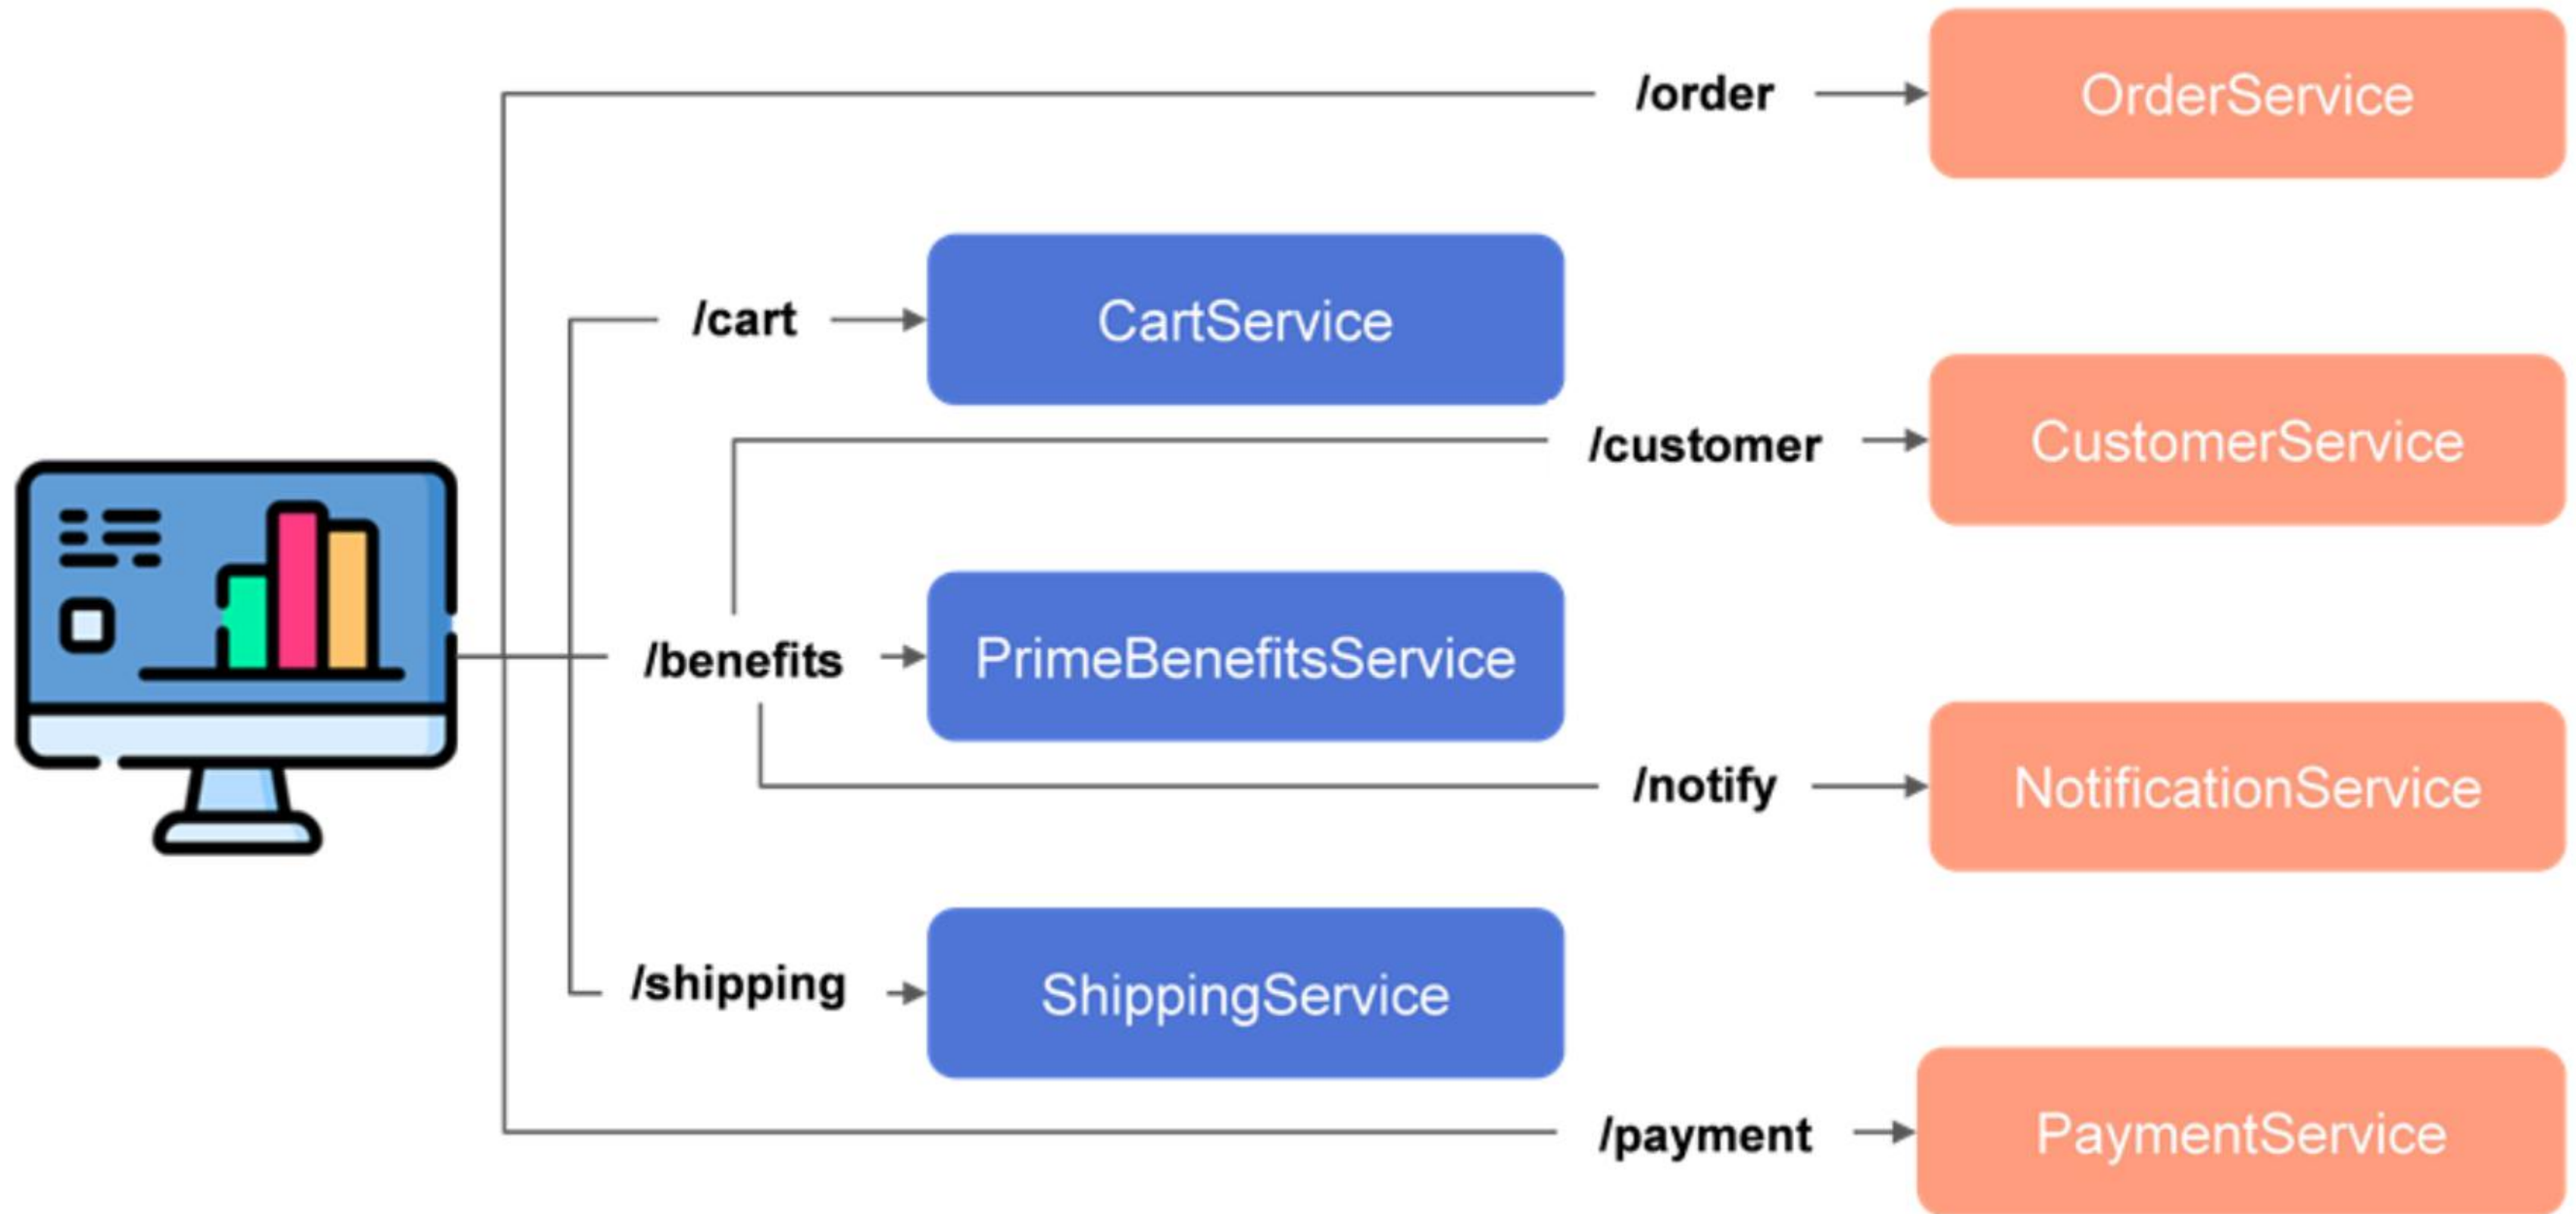 /order
OrderService
/cart
CartService
/customer
CustomerService
/benefits
PrimeBenefitsService
/notify
NotificationService
/shipping
ShippingService
/payment
PaymentService